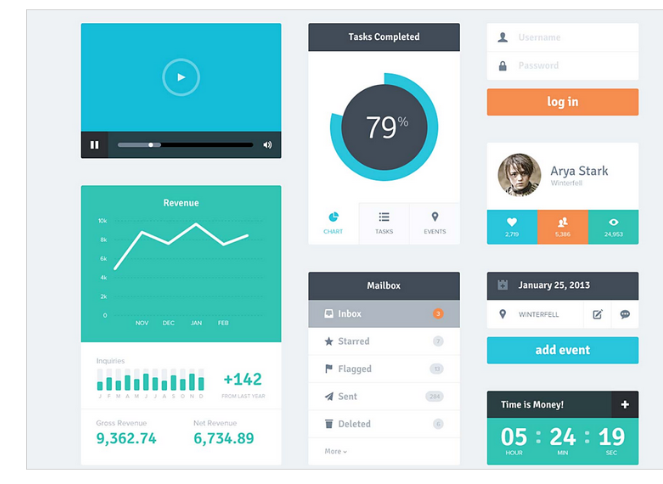 Revenue
10k
8k
6k
4k
2k
0
NOV DEC JAN FEB
Inquiries
J F M A M J J A S O N D
+142
FROM LAST YEAR
Gross Revenue Net Revenue
9,362.74 6,734.89
Tasks Completed
79%
CHART TASKS EVENTS
Mailbox
Inbox 3
Starred 7
Flagged
Sent
Deleted 6
More
Username
Password
log in
Arya Stark
Winterfell
2,719 5,386 24,953
January 25, 2013
WINTERFELL
add event
Time is Money! +
05 : 24 : 19
HOUR MIN SEC